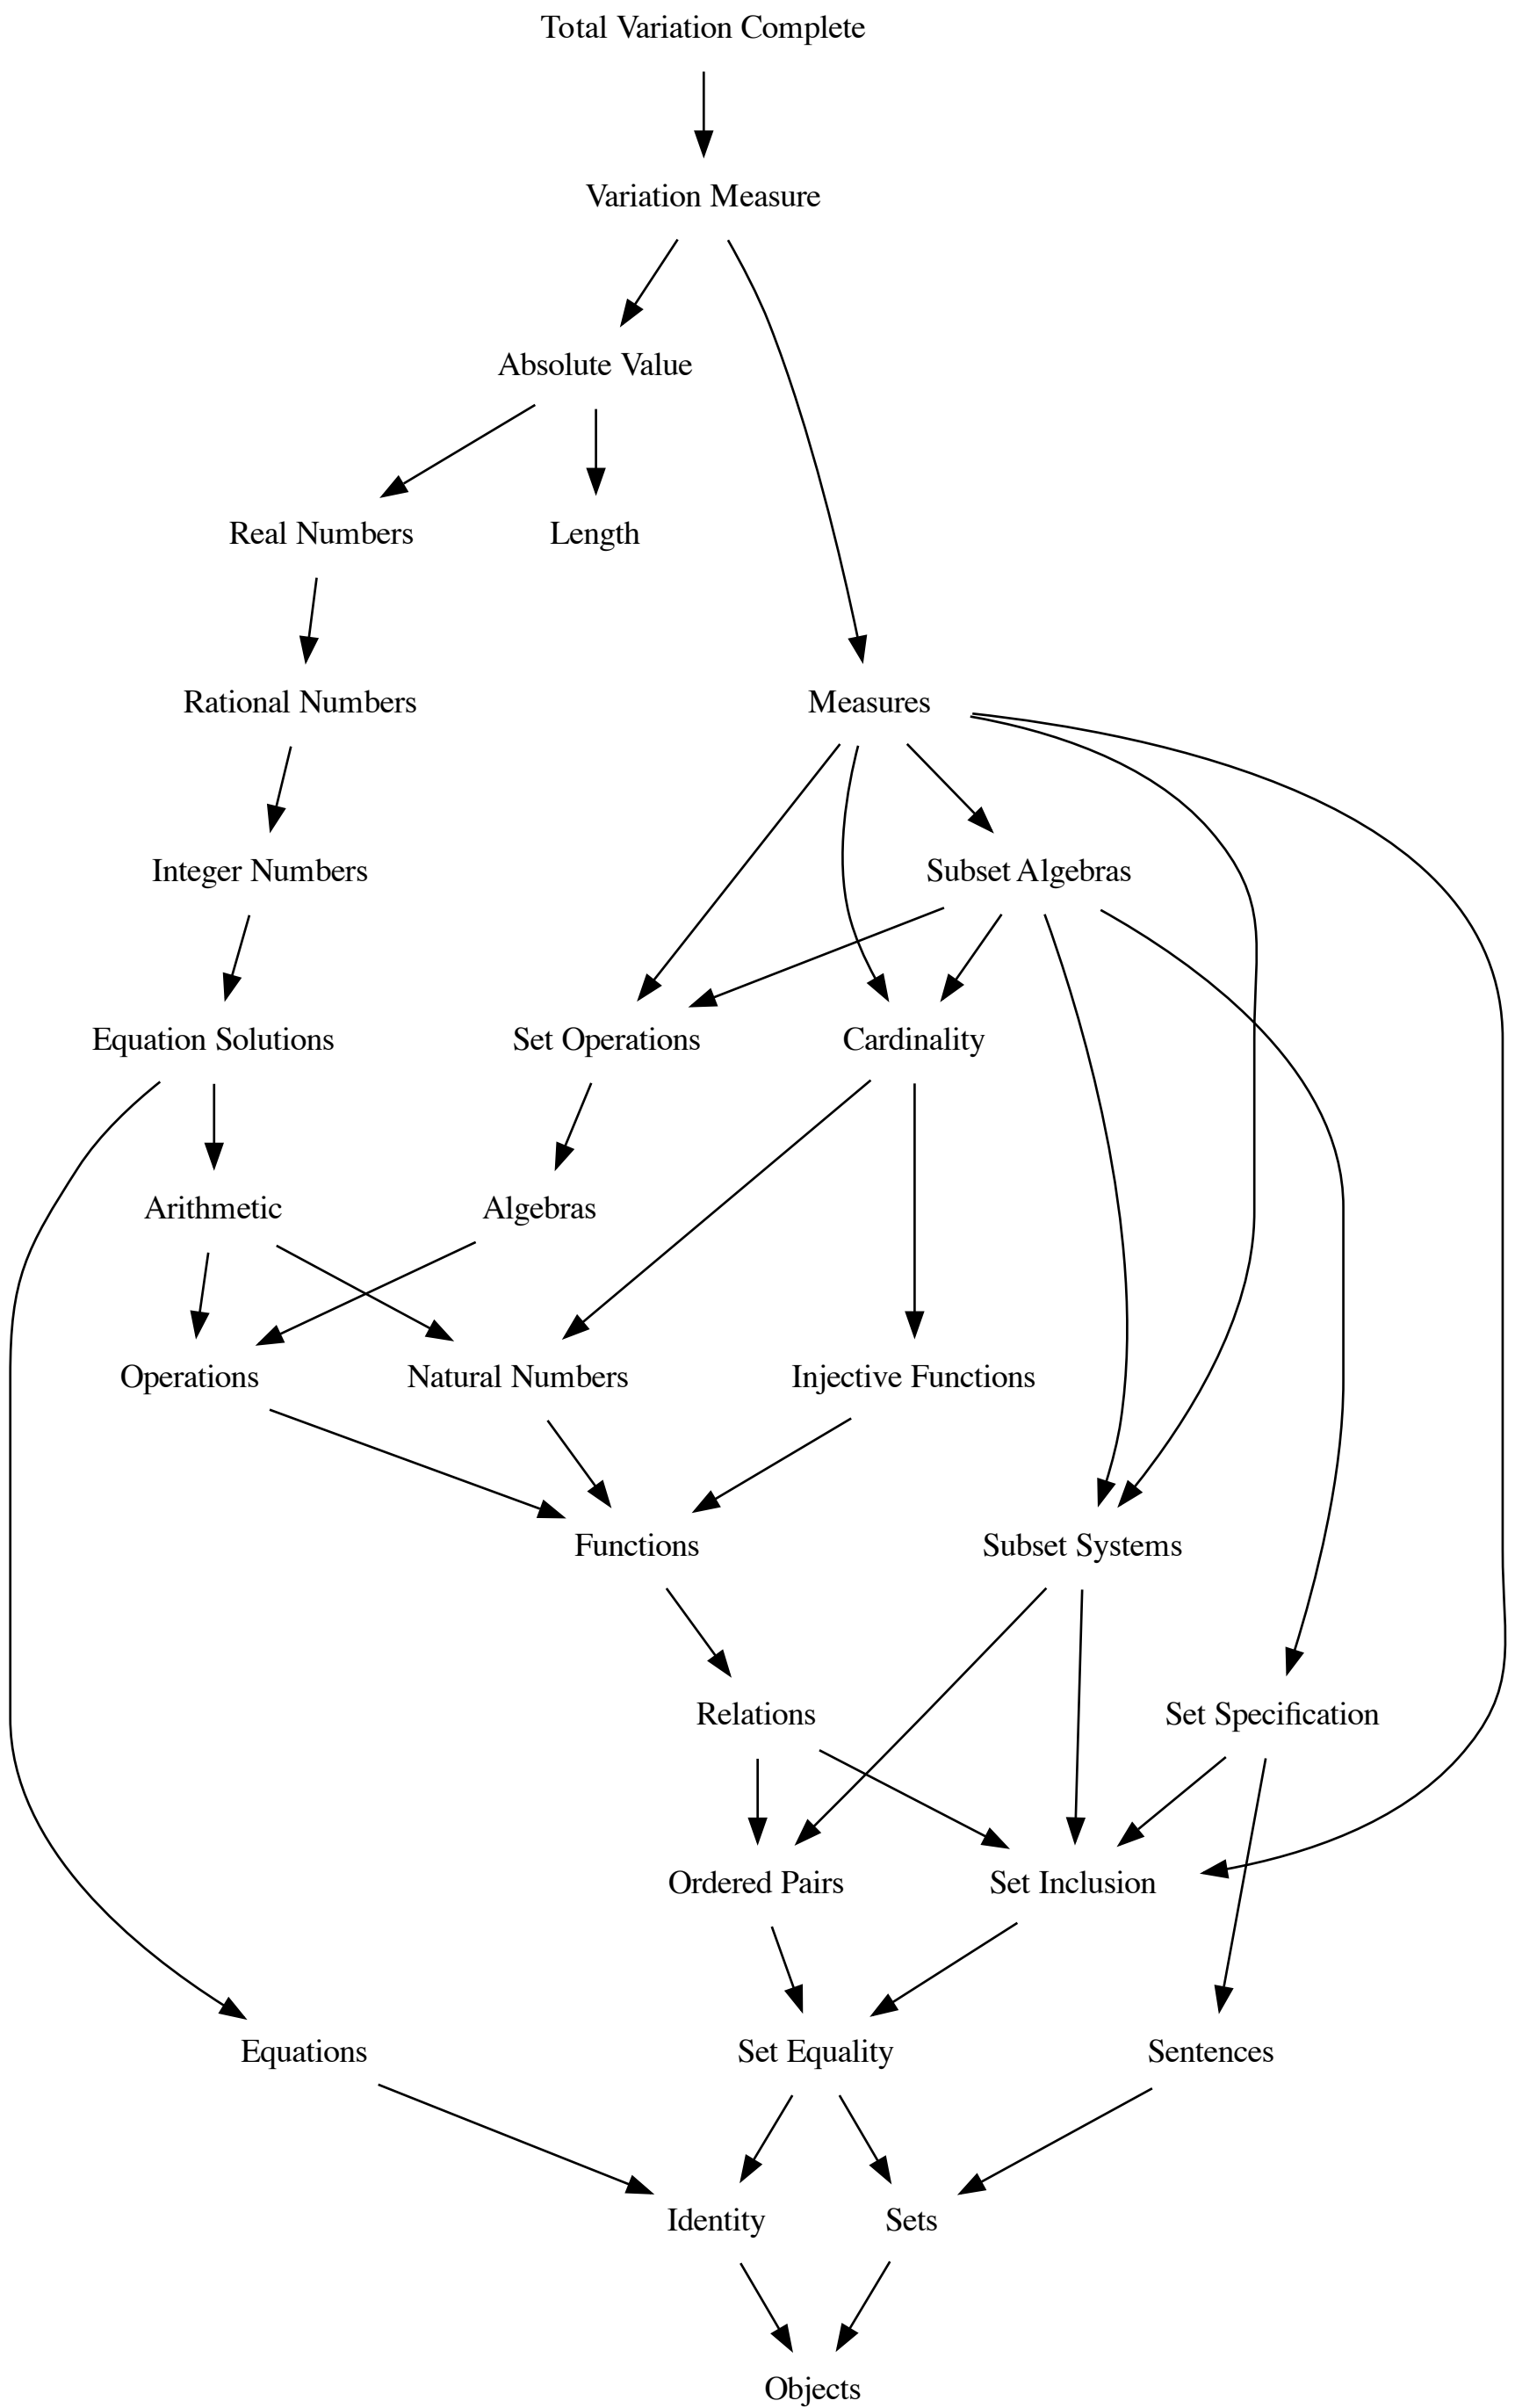 Total Variation Complete
Variation Measure
Absolute Value
Real Numbers
Length
Rational Numbers
Measures
Integer Numbers
Subset Algebras
Equation Solutions
Set Operations
Cardinality
Arithmetic
Algebras
Operations
Natural Numbers
Injective Functions
Functions
Subset Systems
Relations
Set Specification
Ordered Pairs
Set Inclusion
Equations
Set Equality
Sentences
Identity
Sets
Objects